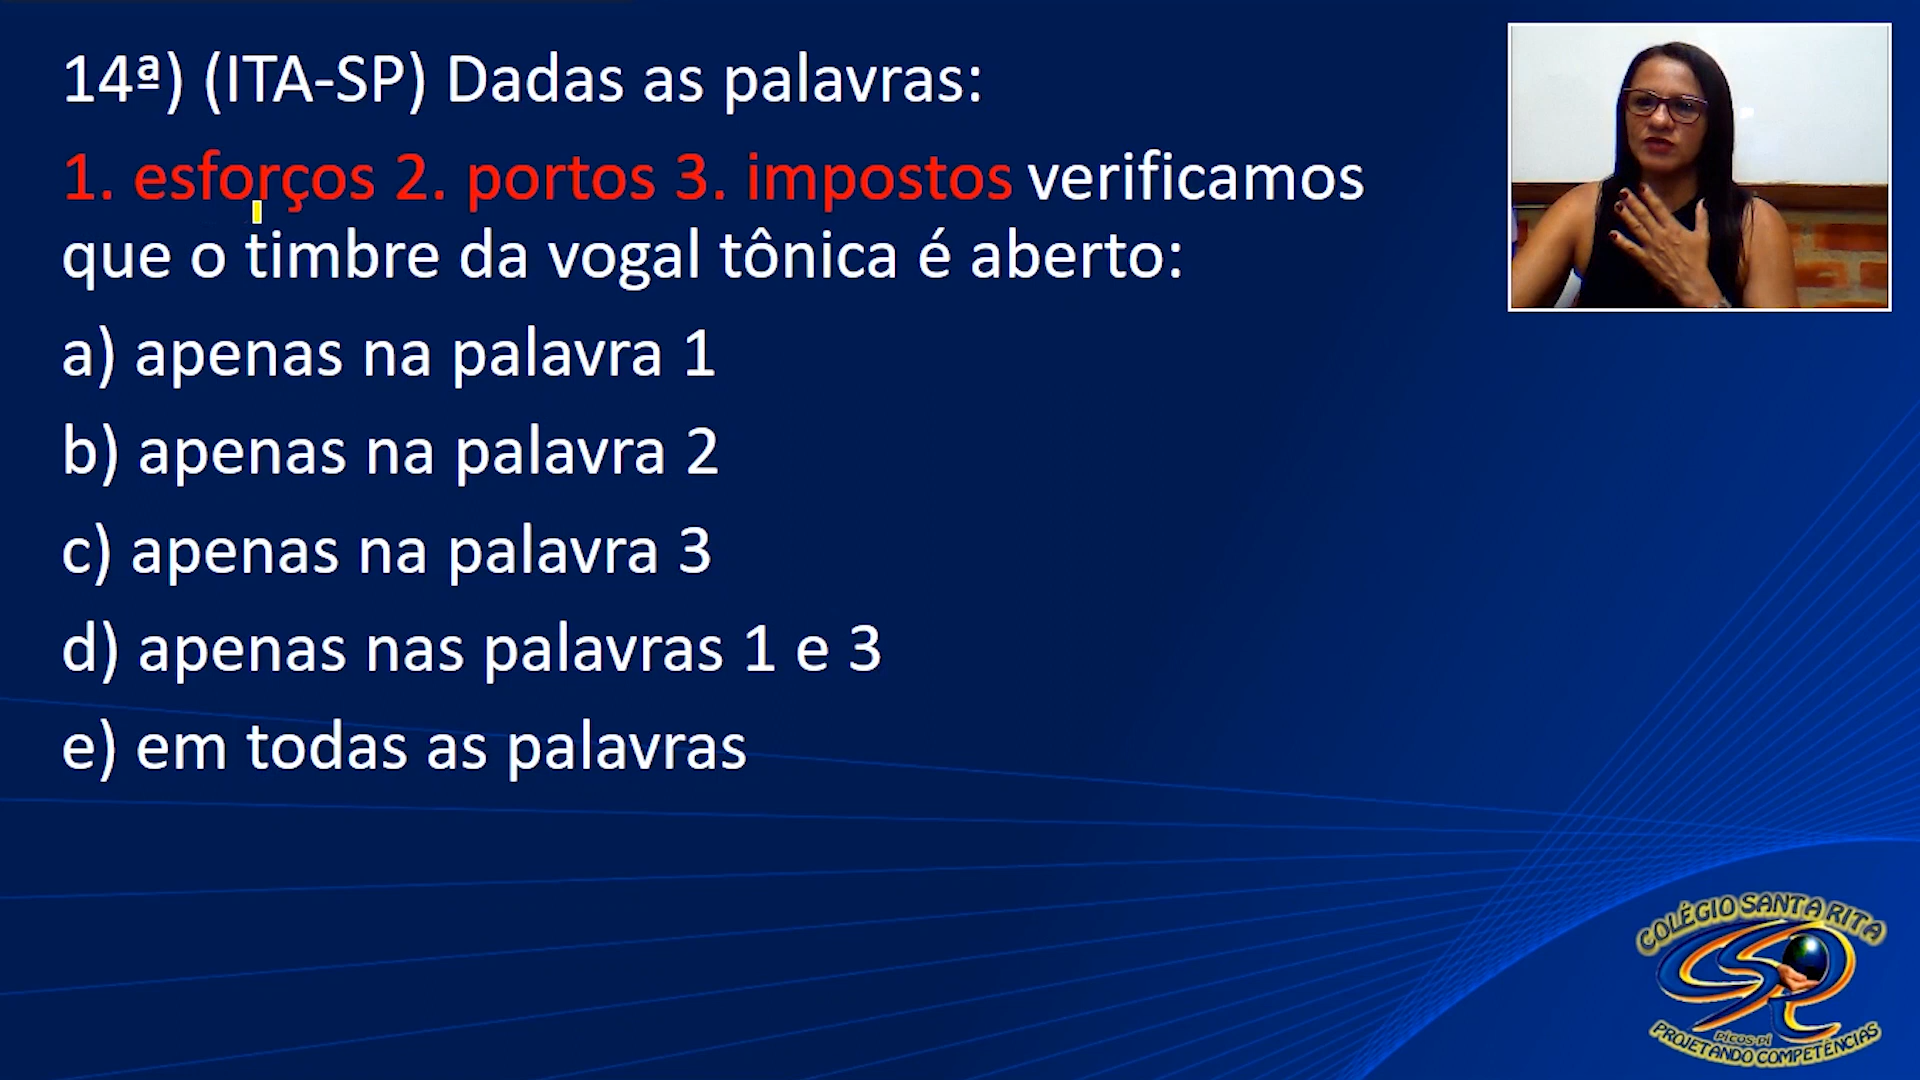 14ª) (ITA-SP) Dadas as palavras:
1. esforços 2. portos 3. impostos verificamos
que o timbre da vogal tônica é aberto:
a) apenas na palavra 1
b) apenas na palavra 2
c) apenas na palavra 3
d) apenas nas palavras 1 e 3
e) em todas as palavras
COLÉGIO SANTA RITA
PICOS-PI
PROJETANDO COMPETÊNCIAS